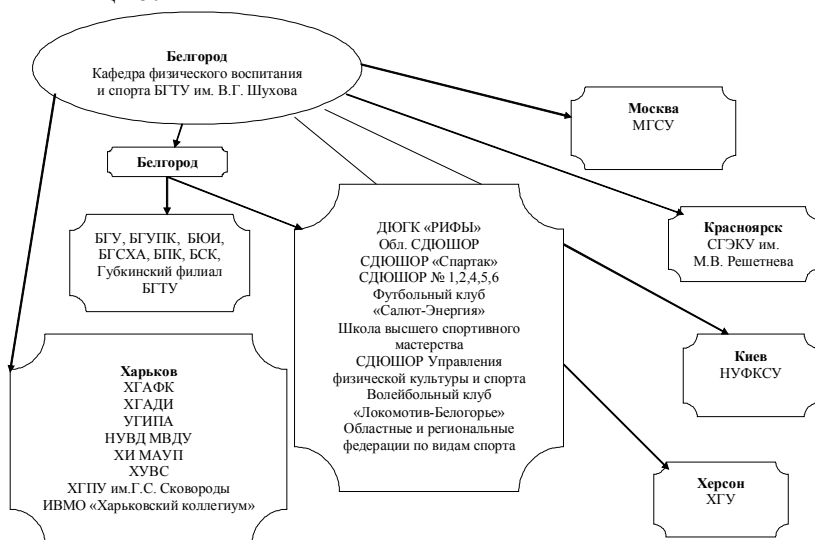 Белгород
Кафедра физического воспитания
и спорта БГТУ им. В.Г. Шухова
Москва
МГСУ
Белгород
БГУ, БГУПК, БЮИ,
БГСХА, БПК, БСК,
Губкинский филиал
БГТУ
ДЮГК «РИФЫ»
Обл. СДЮШОР
СДЮШОР «Спартак»
СДЮШОР № 1,2,4,5,6
Футбольный клуб
«Салют-Энергия»
Школа высшего спортивного
мастерства
СДЮШОР Управления
физической культуры и спорта
Волейбольный клуб
«Локомотив-Белогорье»
Областные и региональные
федерации по видам спорта
Красноярск
СГЭКУ им.
М.В. Решетнева
Киев
НУФКСУ
Харьков
ХГАФК
ХГАДИ
УГИПА
НУВД МВДУ
ХИ МАУП
ХУВС
ХГПУ им.Г.С. Сковороды
ИВМО «Харьковский коллегиум»
Херсон
ХГУ